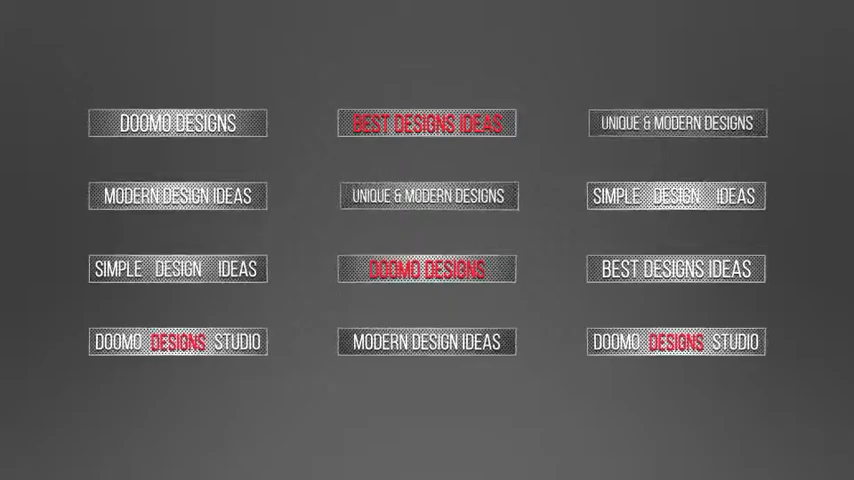 DOOMO DESIGNS
BEST DESIGNS IDEAS
UNIQUE & MODERN DESIGNS
MODERN DESIGN IDEAS
UNIQUE & MODERN DESIGNS
SIMPLE DESIGN IDEAS
SIMPLE DESIGN IDEAS
DOOMO DESIGNS
BEST DESIGNS IDEAS
DOOMO DESIGNS STUDIO
MODERN DESIGN IDEAS
DOOMO DESIGNS STUDIO